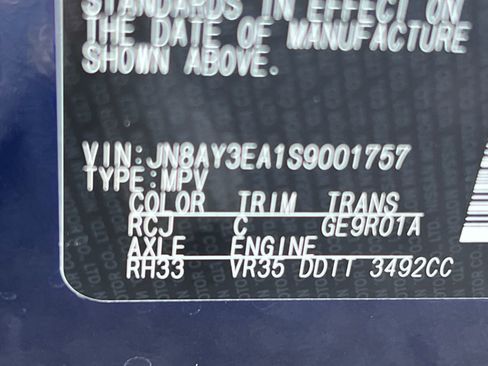 STANDARDS IN EFFECT ON
THE DATE OF MANUFACTURE
SHOWN ABOVE.
VIN:JN8AY3EA1S9001757
TYPE:MPV
COLOR TRIM TRANS
RCJ C GE9R01A
AXLE ENGINE
RH33 VR35 DDTT 3492CC